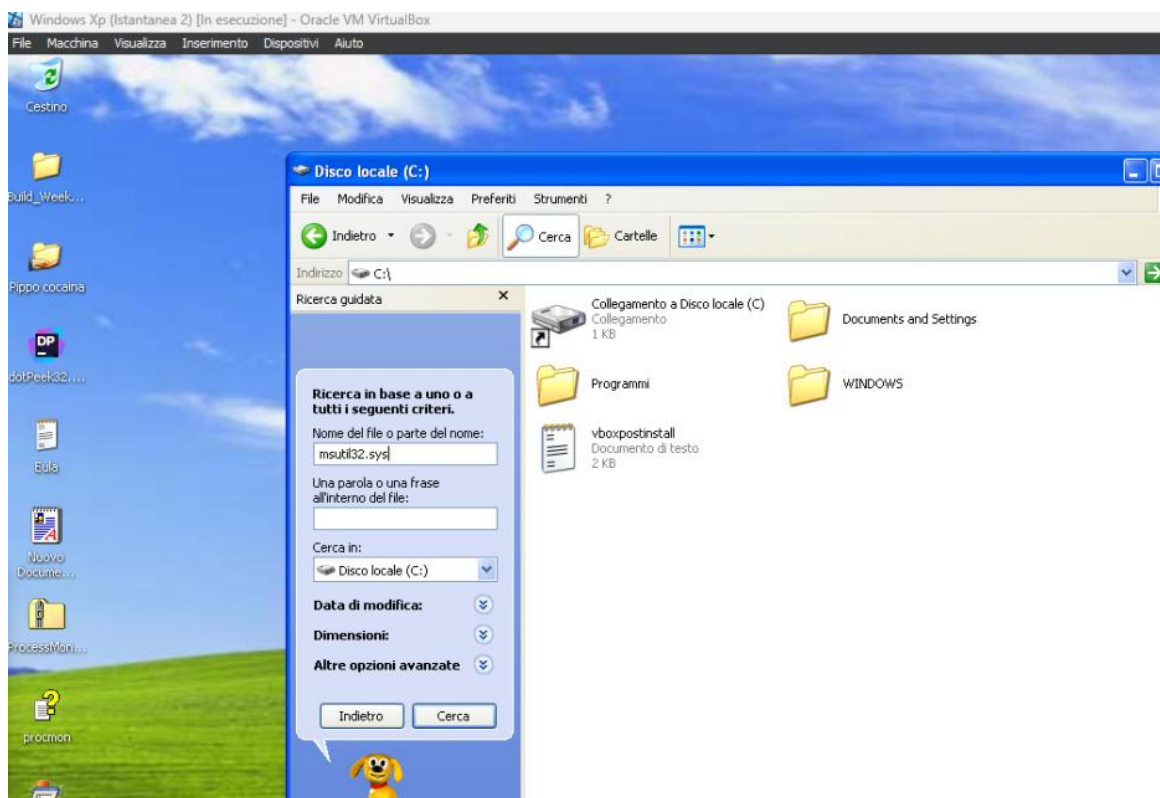 Windows Xp (Istantanea 2) [In esecuzione] - Oracle VM VirtualBox
File Macchina Visualizza Inserimento Dispositivi Aiuto
Cestino
Build_Week...
Pippo cocaina
DP
dotPeek32....
Eula
Nuovo
Docume...
ProcessMon...
procmon
Disco locale (C:)
File Modifica Visualizza Preferiti Strumenti ?
Indietro Cerca Cartelle
Indirizzo C:\
Ricerca guidata
Ricerca in base a uno o a
tutti i seguenti criteri.
Nome del file o parte del nome:
msutil32.sys
Una parola o una frase
all'interno del file:
Cerca in:
Disco locale (C:)
Data di modifica:
Dimensioni:
Altre opzioni avanzate
Indietro Cerca
Collegamento a Disco locale (C)
Collegamento
1 KB
Documents and Settings
Programmi
WINDOWS
vboxpostinstall
Documento di testo
2 KB